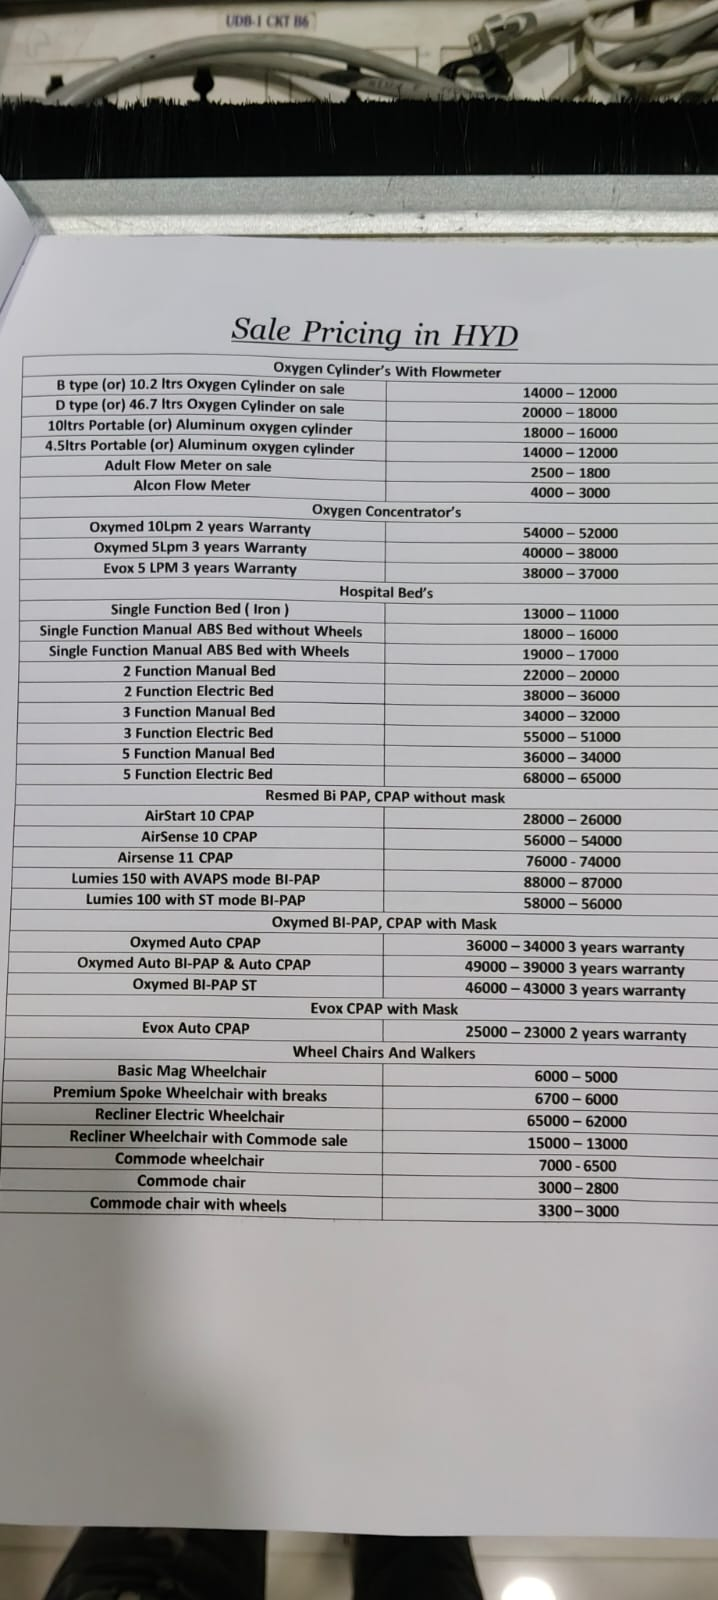 UDB-1 CKT B6
Sale Pricing in HYD
Oxygen Cylinder's With Flowmeter
B type (or) 10.2 ltrs Oxygen Cylinder on sale 14000 – 12000
D type (or) 46.7 ltrs Oxygen Cylinder on sale 20000 – 18000
10ltrs Portable (or) Aluminum oxygen cylinder 18000 – 16000
4.5ltrs Portable (or) Aluminum oxygen cylinder 14000 – 12000
Adult Flow Meter on sale 2500 – 1800
Alcon Flow Meter 4000 – 3000
Oxygen Concentrator's
Oxymed 10Lpm 2 years Warranty 54000 – 52000
Oxymed 5Lpm 3 years Warranty 40000 – 38000
Evox 5 LPM 3 years Warranty 38000 – 37000
Hospital Bed's
Single Function Bed ( Iron ) 13000 – 11000
Single Function Manual ABS Bed without Wheels 18000 – 16000
Single Function Manual ABS Bed with Wheels 19000 – 17000
2 Function Manual Bed 22000 – 20000
2 Function Electric Bed 38000 – 36000
3 Function Manual Bed 34000 – 32000
3 Function Electric Bed 55000 – 51000
5 Function Manual Bed 36000 – 34000
5 Function Electric Bed 68000 – 65000
Resmed Bi PAP, CPAP without mask
AirStart 10 CPAP 28000 – 26000
AirSense 10 CPAP 56000 – 54000
Airsense 11 CPAP 76000 - 74000
Lumies 150 with AVAPS mode BI-PAP 88000 – 87000
Lumies 100 with ST mode BI-PAP 58000 – 56000
Oxymed BI-PAP, CPAP with Mask
Oxymed Auto CPAP 36000 – 34000 3 years warranty
Oxymed Auto BI-PAP & Auto CPAP 49000 – 39000 3 years warranty
Oxymed BI-PAP ST 46000 – 43000 3 years warranty
Evox CPAP with Mask
Evox Auto CPAP 25000 – 23000 2 years warranty
Wheel Chairs And Walkers
Basic Mag Wheelchair 6000 – 5000
Premium Spoke Wheelchair with breaks 6700 – 6000
Recliner Electric Wheelchair 65000 – 62000
Recliner Wheelchair with Commode sale 15000 – 13000
Commode wheelchair 7000 - 6500
Commode chair 3000 – 2800
Commode chair with wheels 3300 – 3000